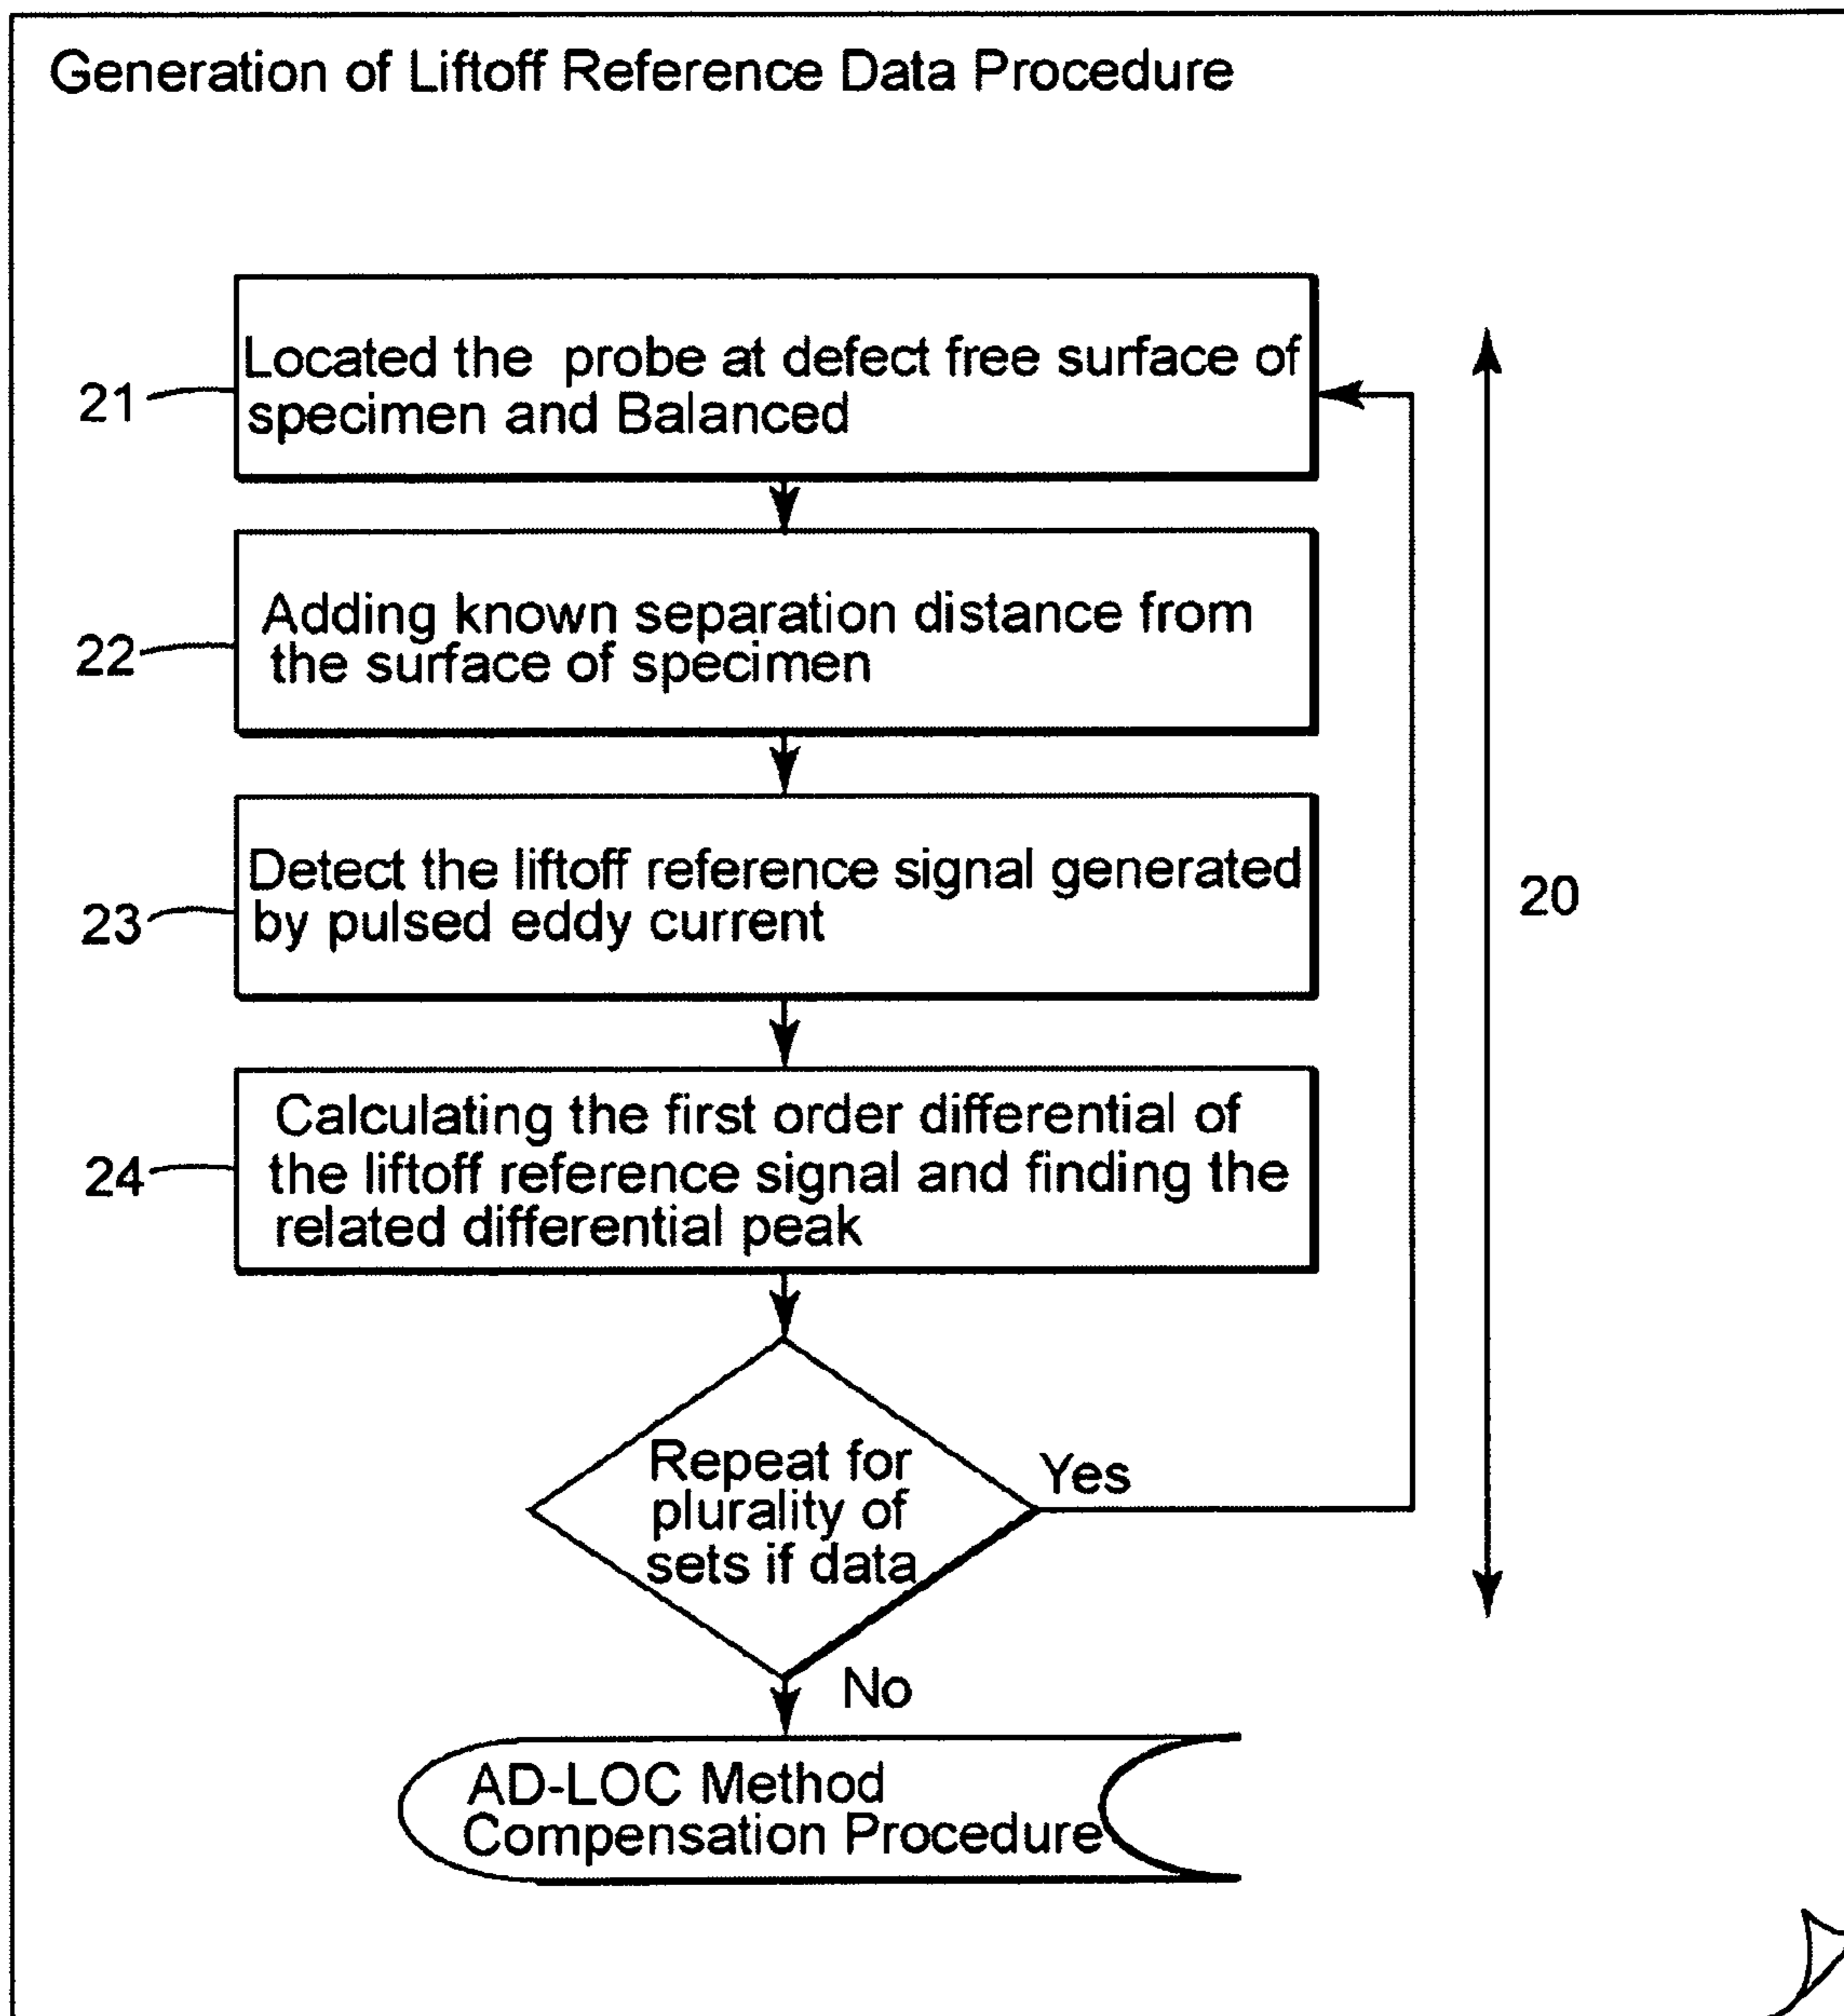 Generation of Liftoff Reference Data Procedure
Located the probe at defect free surface of
specimen and Balanced
21
Adding known separation distance from
the surface of specimen
22
Detect the liftoff reference signal generated
by pulsed eddy current
23
20
Calculating the first order differential of
the liftoff reference signal and finding the
related differential peak
24
Repeat for
plurality of
sets if data
Yes
No
AD-LOC Method
Compensation Procedure